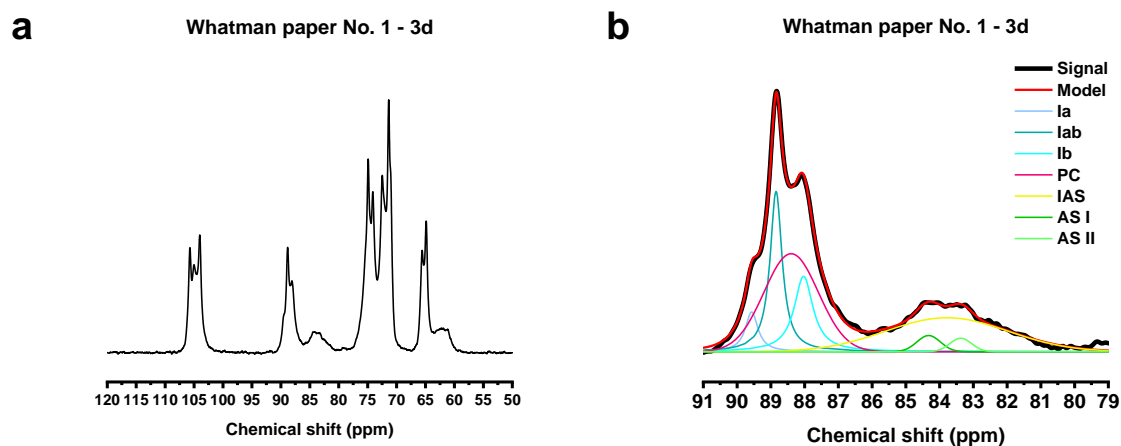 a
Whatman paper No. 1 - 3d
120 115 110 105 100 95 90 85 80 75 70 65 60 55 50
Chemical shift (ppm)
b
Whatman paper No. 1 - 3d
Signal
Model
Ia
Iab
Ib
PC
IAS
AS I
AS II
91 90 89 88 87 86 85 84 83 82 81 80 79
Chemical shift (ppm)